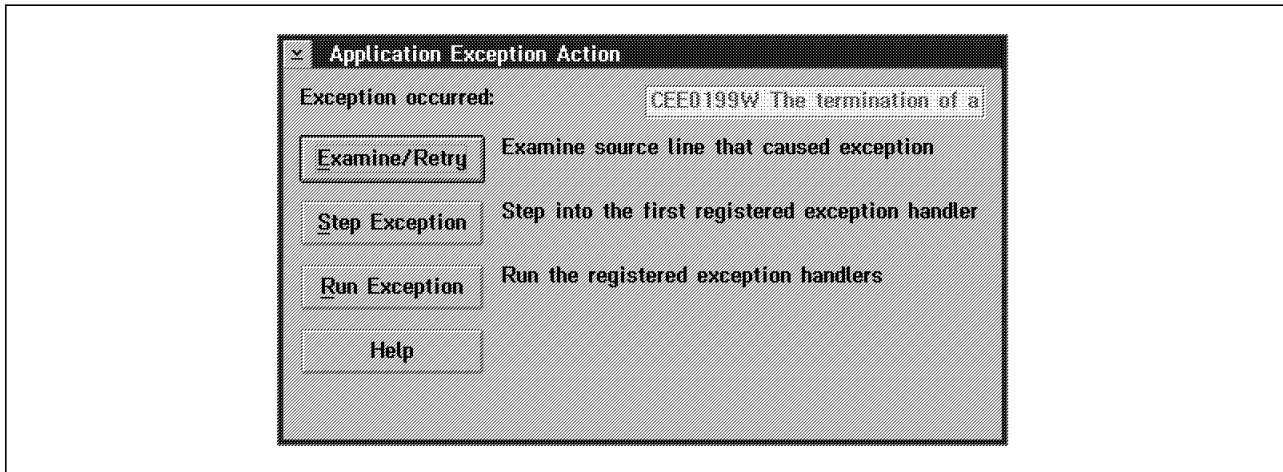 Application Exception Action
Exception occurred: CEE0199W The termination of a
Examine/Retry Examine source line that caused exception
Step Exception Step into the first registered exception handler
Run Exception Run the registered exception handlers
Help